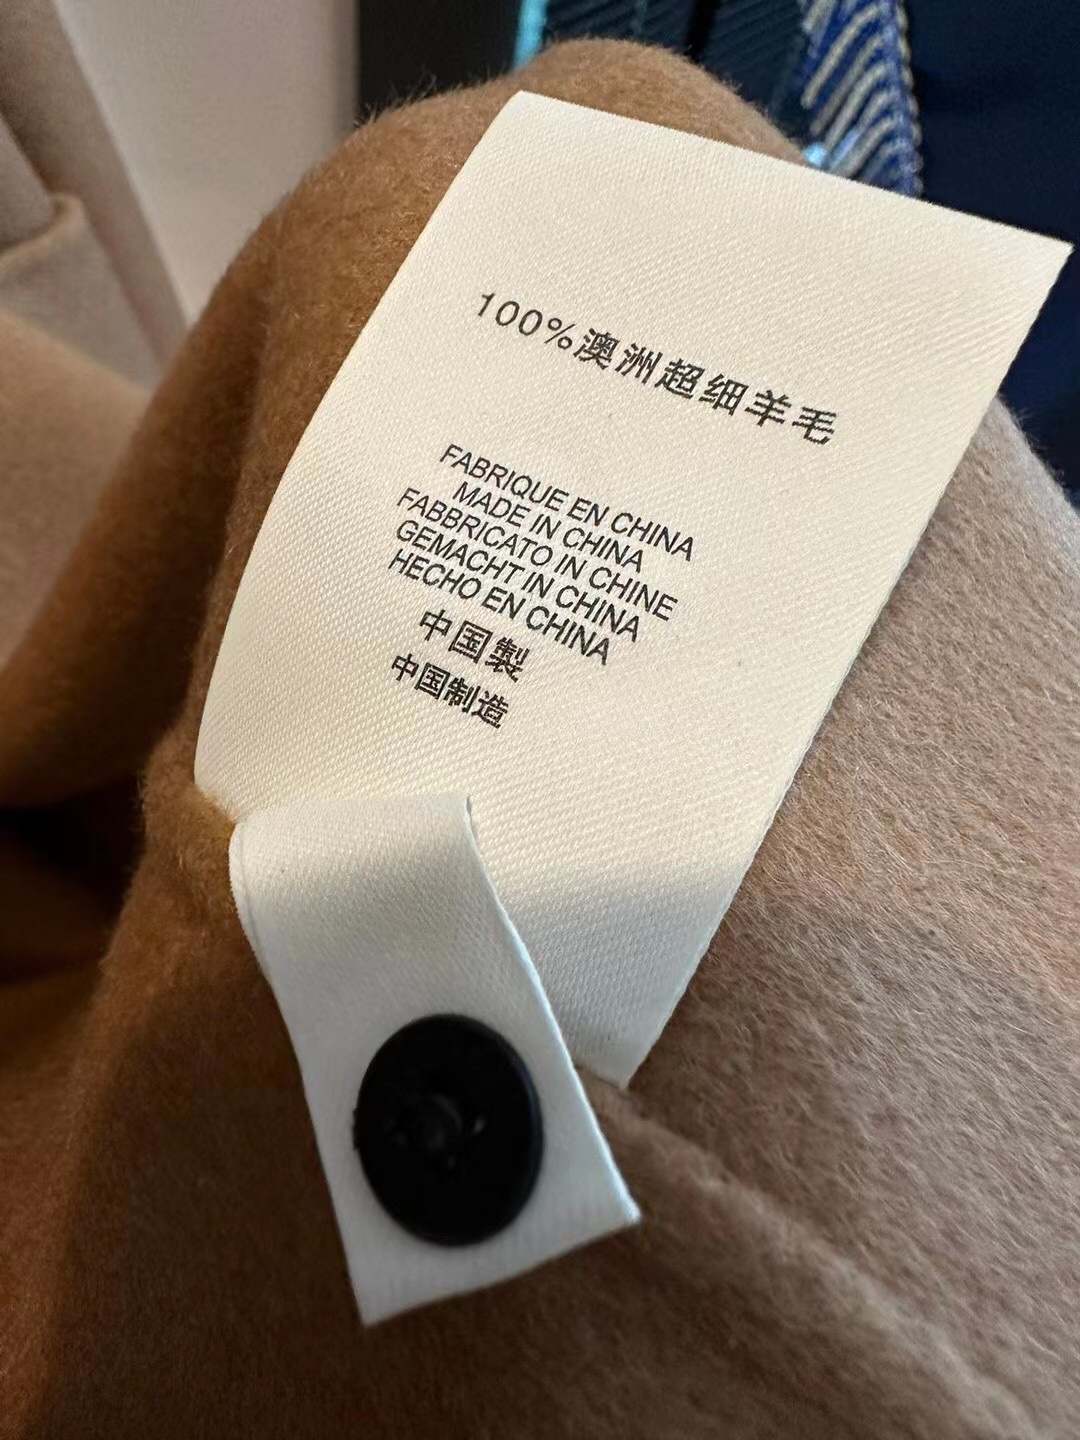 100%澳洲超细羊毛
FABRIQUE EN CHINA
MADE IN CHINA
FABBRICATO IN CHINE
GEMACHT IN CHINA
HECHO EN CHINA
中国製
中国制造